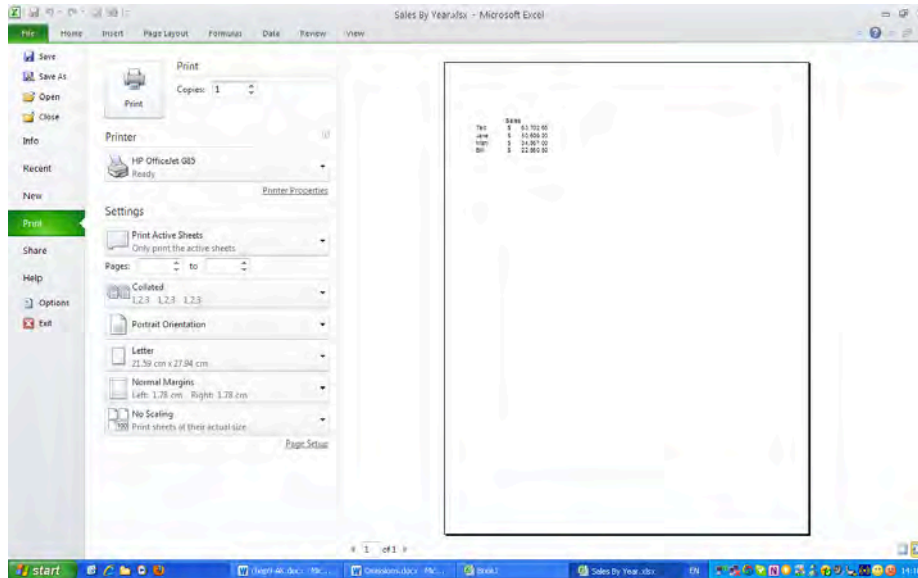 Sales By Year.xlsx - Microsoft Excel
File Home Insert Page Layout Formulas Data Review View
Save
Save As
Open
Close
Info
Recent
New
Print
Share
Help
Options
Exit
Print
Copies: 1
Print
Printer
HP OfficeJet G85
Ready
Printer Properties
Settings
Print Active Sheets
Only print the active sheets
Pages: to
Collated
1,2,3 1,2,3 1,2,3
Portrait Orientation
Letter
21.59 cm x 27.94 cm
Normal Margins
Left: 1.78 cm Right: 1.78 cm
No Scaling
Print sheets at their actual size
Page Setup
Sales
Ted $
Jane $
$
Bill $
1 of 1
start
Book1
Sales By Year.xlsx
EN